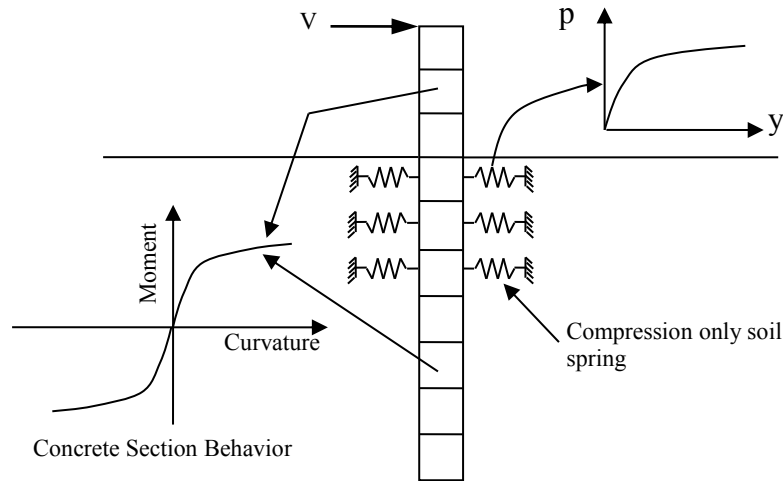 V
p
y
Moment
Curvature
Compression only soil
spring
Concrete Section Behavior